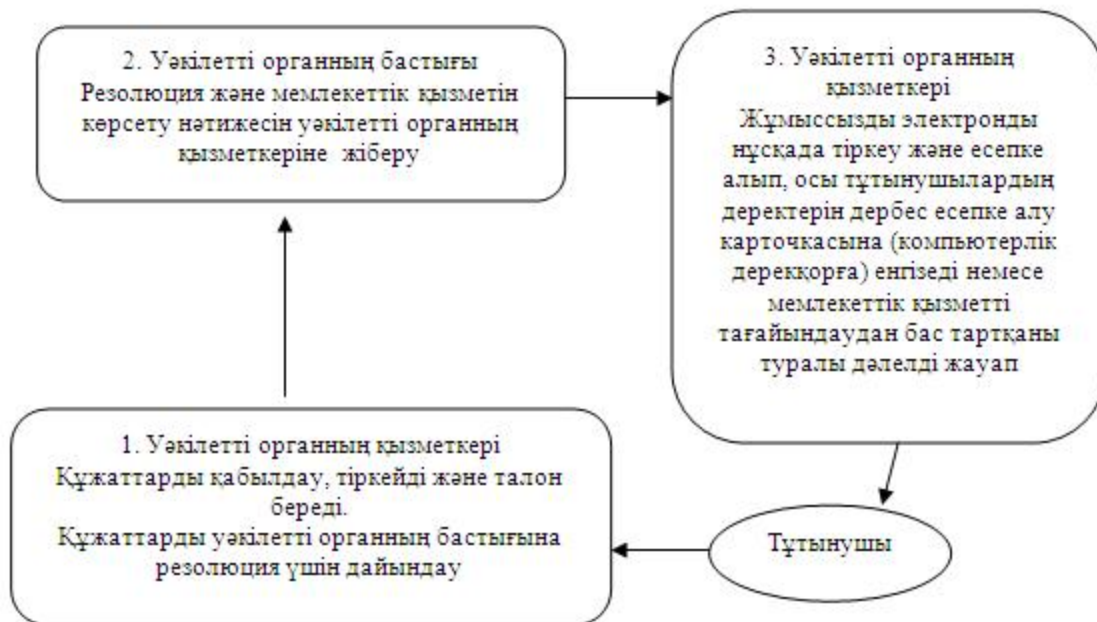 2. Уәкілетті органның бастығы
Резолюция және мемлекеттік қызметін
көрсету нәтижесін уәкілетті органның
қызметкеріне жіберу
3. Уәкілетті органның
қызметкері
Жұмыссызды электронды
нұсқада тіркеу және есепке
алып, осы тұтынушылардың
деректерін дербес есепке алу
карточкасына (компьютерлік
дерекқорға) енгізеді немесе
мемлекеттік қызметті
тағайындаудан бас тартқаны
туралы дәлелді жауап
1. Уәкілетті органның қызметкері
Құжаттарды қабылдау, тіркейді және талон
береді.
Құжаттарды уәкілетті органның бастығына
резолюция үшін дайындау
Тұтынушы